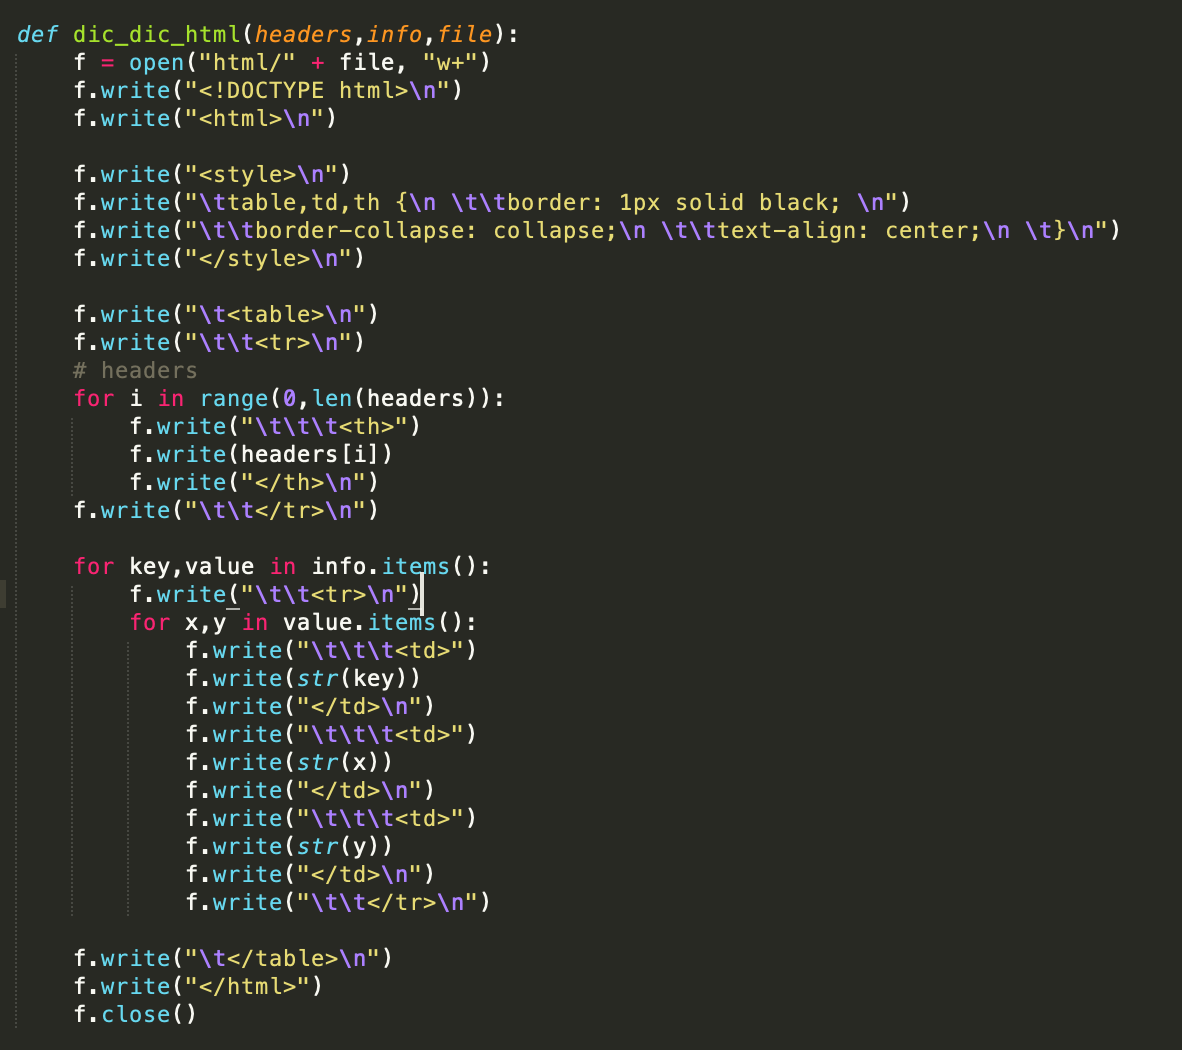 def dic_dic_html(headers,info,file):
    f = open("html/" + file, "w+")
    f.write("<!DOCTYPE html>\n")
    f.write("<html>\n")

    f.write("<style>\n")
    f.write("\ttable,td,th {\n \t\tborder: 1px solid black; \n")
    f.write("\t\tborder-collapse: collapse;\n \t\ttext-align: center;\n \t}\n")
    f.write("</style>\n")

    f.write("\t<table>\n")
    f.write("\t\t<tr>\n")
    # headers
    for i in range(0,len(headers)):
        f.write("\t\t\t<th>")
        f.write(headers[i])
        f.write("</th>\n")
    f.write("\t\t</tr>\n")

    for key,value in info.items():
        f.write("\t\t<tr>\n")
        for x,y in value.items():
            f.write("\t\t\t<td>")
            f.write(str(key))
            f.write("</td>\n")
            f.write("\t\t\t<td>")
            f.write(str(x))
            f.write("</td>\n")
            f.write("\t\t\t<td>")
            f.write(str(y))
            f.write("</td>\n")
            f.write("\t\t</tr>\n")

    f.write("\t</table>\n")
    f.write("</html>")
    f.close()